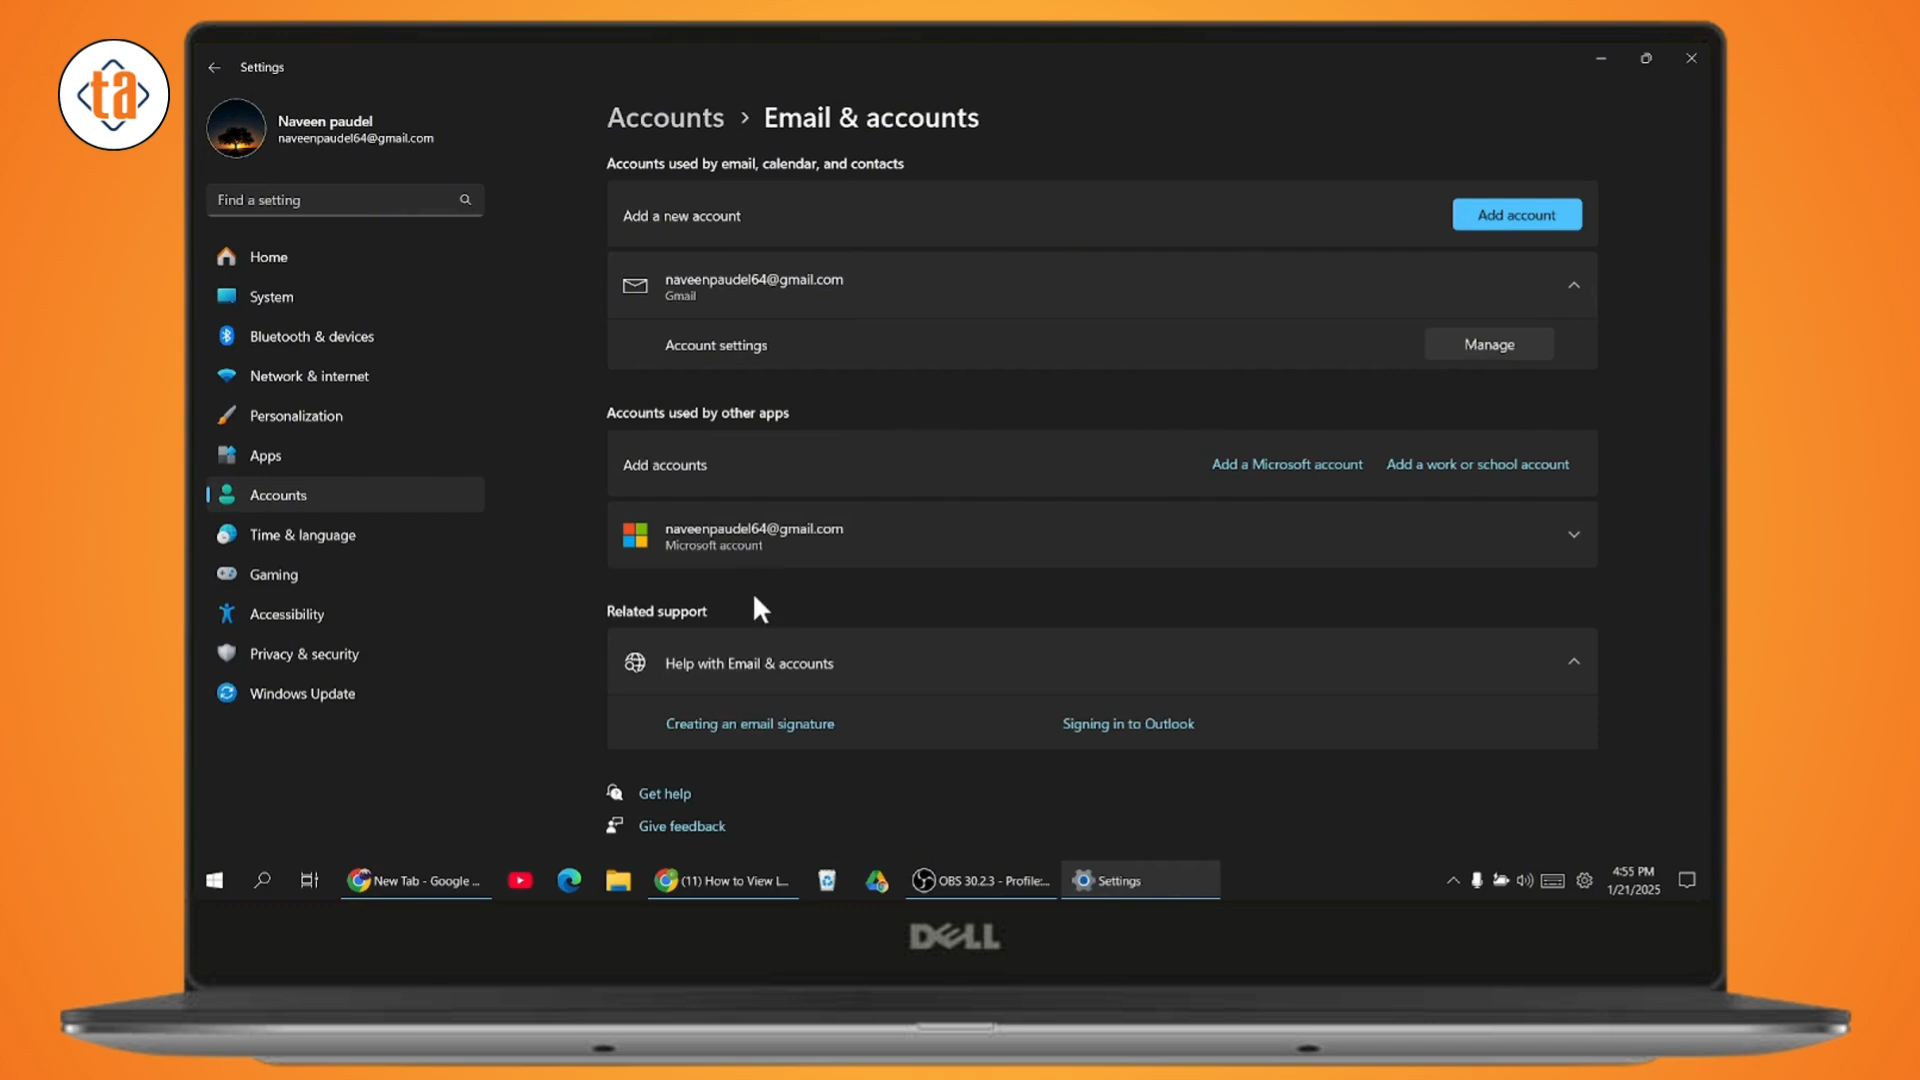 ta
Settings
Naveen paudel
naveenpaudel64@gmail.com
Find a setting
Home
System
Bluetooth & devices
Network & internet
Personalization
Apps
Accounts
Time & language
Gaming
Accessibility
Privacy & security
Windows Update
Accounts > Email & accounts
Accounts used by email, calendar, and contacts
Add a new account
Add account
naveenpaudel64@gmail.com
Gmail
Account settings
Manage
Accounts used by other apps
Add accounts
Add a Microsoft account
Add a work or school account
naveenpaudel64@gmail.com
Microsoft account
Related support
Help with Email & accounts
Creating an email signature
Signing in to Outlook
Get help
Give feedback
New Tab - Google ...
(11) How to View L...
OBS 30.2.3 - Profile:...
Settings
4:55 PM
1/21/2025
DELL